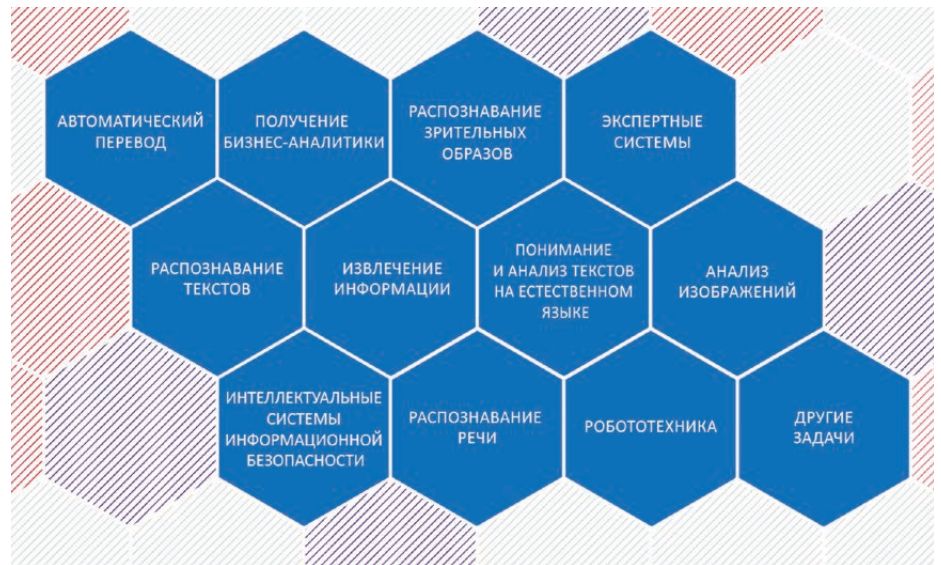 АВТОМАТИЧЕСКИЙ
ПЕРЕВОД
ПОЛУЧЕНИЕ
БИЗНЕС-АНАЛИТИКИ
РАСПОЗНАВАНИЕ
ЗРИТЕЛЬНЫХ
ОБРАЗОВ
ЭКСПЕРТНЫЕ
СИСТЕМЫ
РАСПОЗНАВАНИЕ
ТЕКСТОВ
ИЗВЛЕЧЕНИЕ
ИНФОРМАЦИИ
ПОНИМАНИЕ
И АНАЛИЗ ТЕКСТОВ
НА ЕСТЕСТВЕННОМ
ЯЗЫКЕ
АНАЛИЗ
ИЗОБРАЖЕНИЙ
ИНТЕЛЛЕКТУАЛЬНЫЕ
СИСТЕМЫ
ИНФОРМАЦИОННОЙ
БЕЗОПАСНОСТИ
РАСПОЗНАВАНИЕ
РЕЧИ
РОБОТОТЕХНИКА
ДРУГИЕ
ЗАДАЧИ